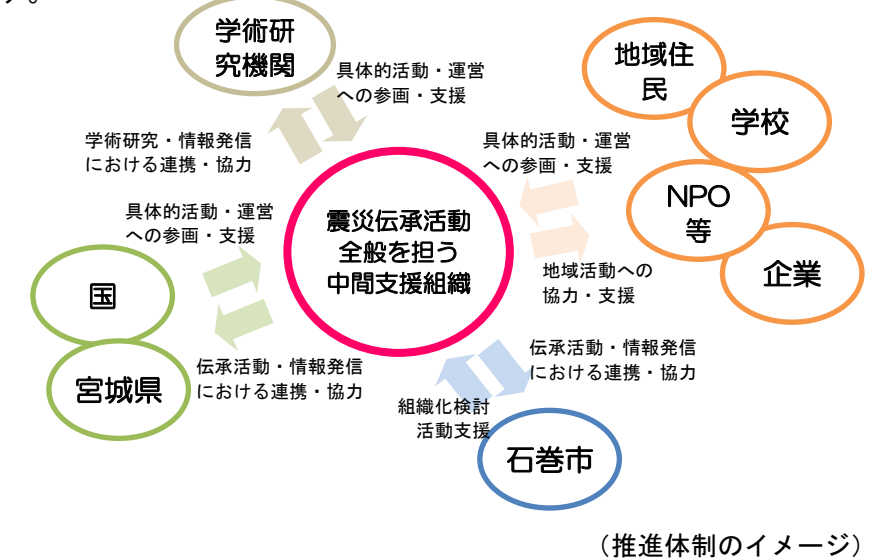 学術研
究機関
具体的活動・運営
への参画・支援
地域住
民
学校
学術研究・情報発信
における連携・協力
具体的活動・運営
への参画・支援
NPO
等
企業
具体的活動・運営
への参画・支援
震災伝承活動
全般を担う
中間支援組織
地域活動への
協力・支援
国
宮城県
伝承活動・情報発信
における連携・協力
伝承活動・情報発信
における連携・協力
組織化検討
活動支援
石巻市
（推進体制のイメージ）